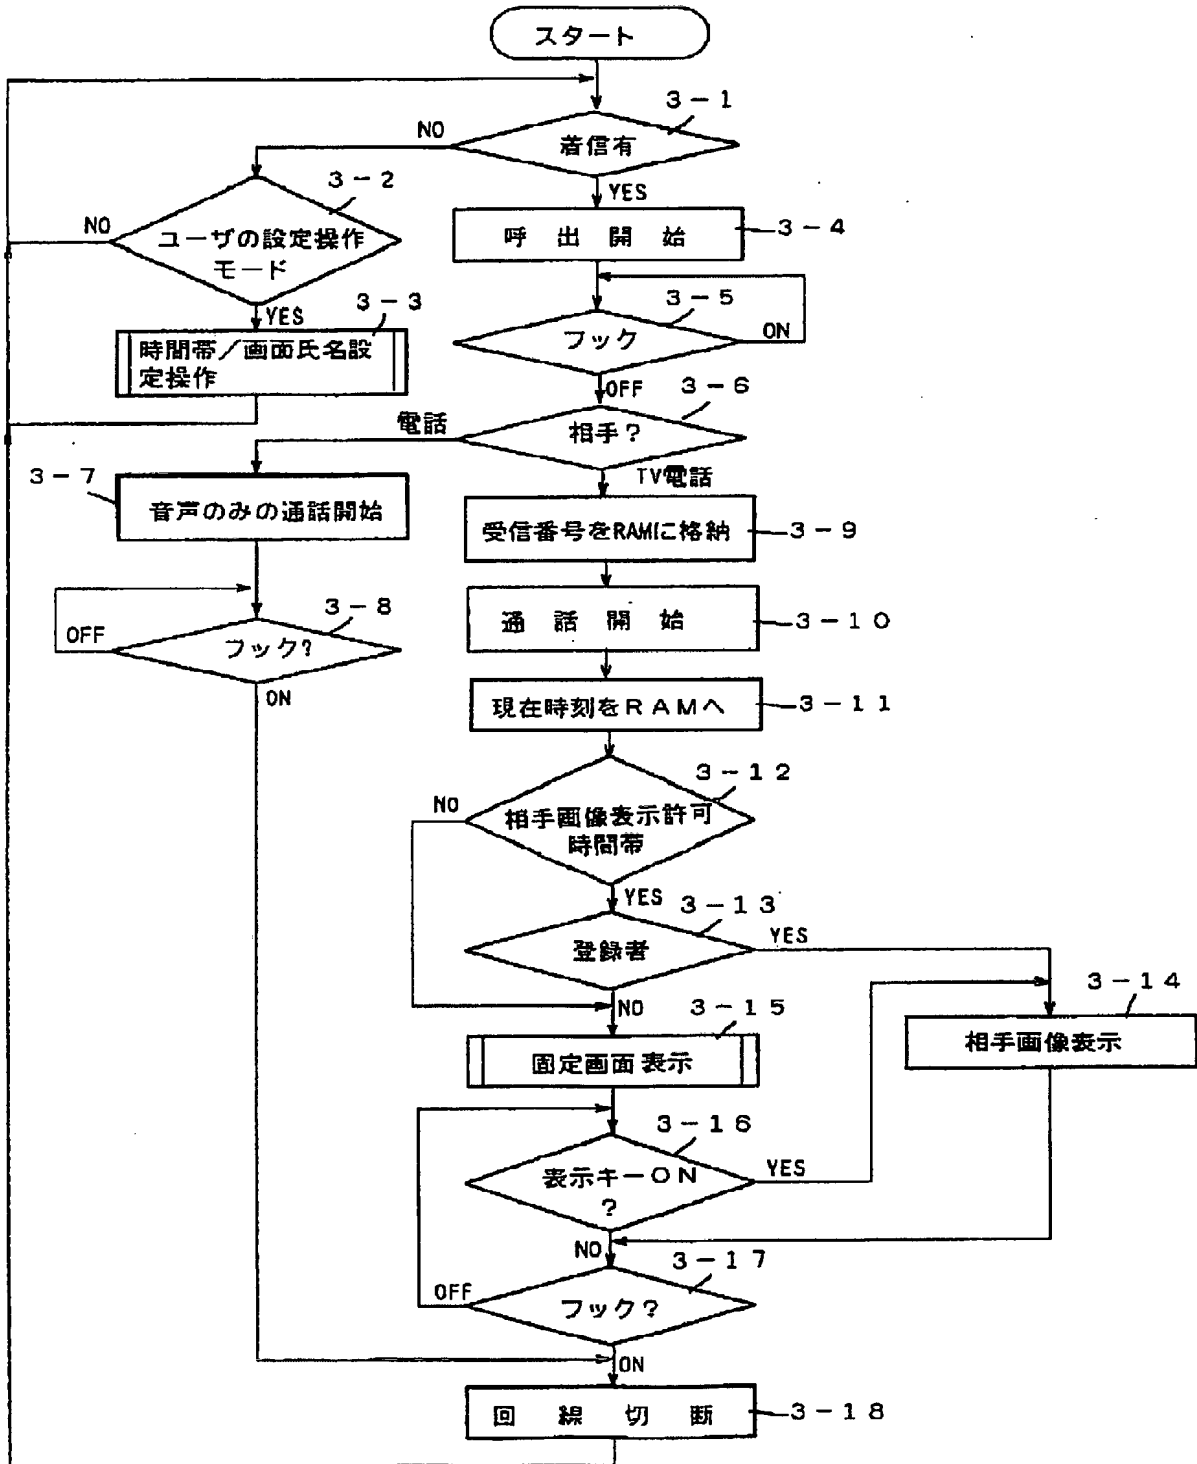 スタート
3-1
NO
着信有
YES
3-2
NO
ユーザの設定操作
モード
YES
3-3
時間帯/画面氏名設
定操作
呼出開始
3-4
3-5
フック
ON
OFF
3-6
電話
相手?
TV電話
3-7
音声のみの通話開始
受信番号をRAMに格納
3-9
通話開始
3-10
3-8
OFF
フック?
ON
現在時刻をRAMへ
3-11
3-12
NO
相手画像表示許可
時間帯
YES
3-13
登録者
YES
NO
3-14
相手画像表示
3-15
固定画面表示
3-16
表示キーON
?
YES
NO
3-17
OFF
フック?
ON
回線切断
3-18